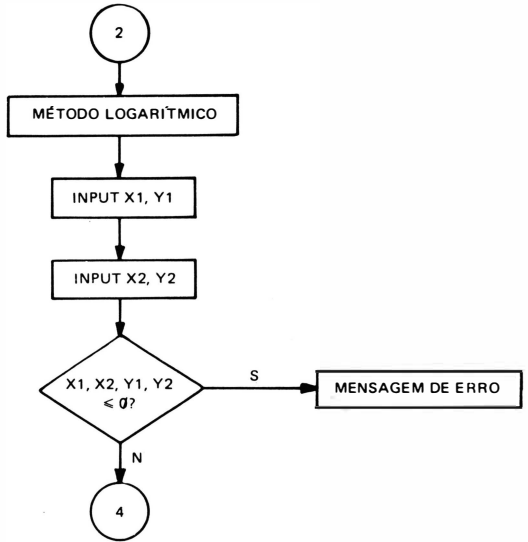 2
MÉTODO LOGARÍTMICO
INPUT X1, Y1
INPUT X2, Y2
X1, X2, Y1, Y2
≤ 0?
S
MENSAGEM DE ERRO
N
4